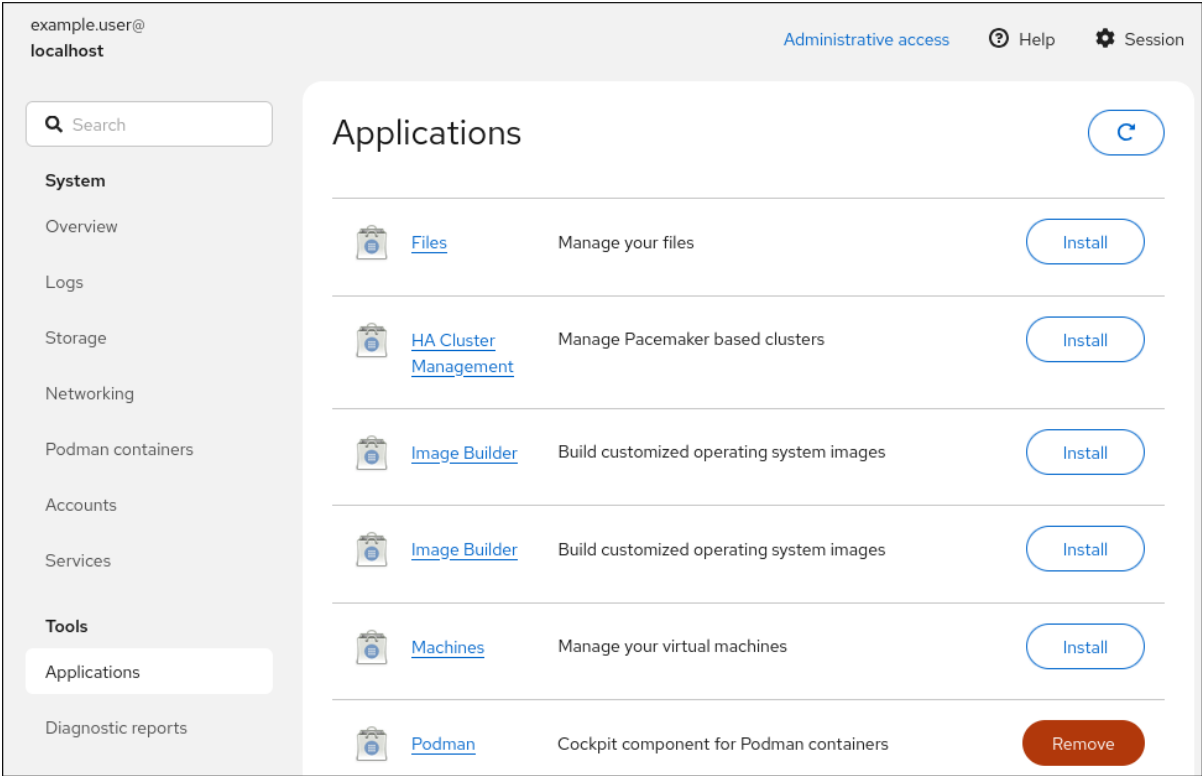 example.user@
localhost
Administrative access
Help
Session
Search
System
Overview
Logs
Storage
Networking
Podman containers
Accounts
Services
Tools
Applications
Diagnostic reports
Applications
Files
Manage your files
Install
HA Cluster
Management
Manage Pacemaker based clusters
Install
Image Builder
Build customized operating system images
Install
Image Builder
Build customized operating system images
Install
Machines
Manage your virtual machines
Install
Podman
Cockpit component for Podman containers
Remove